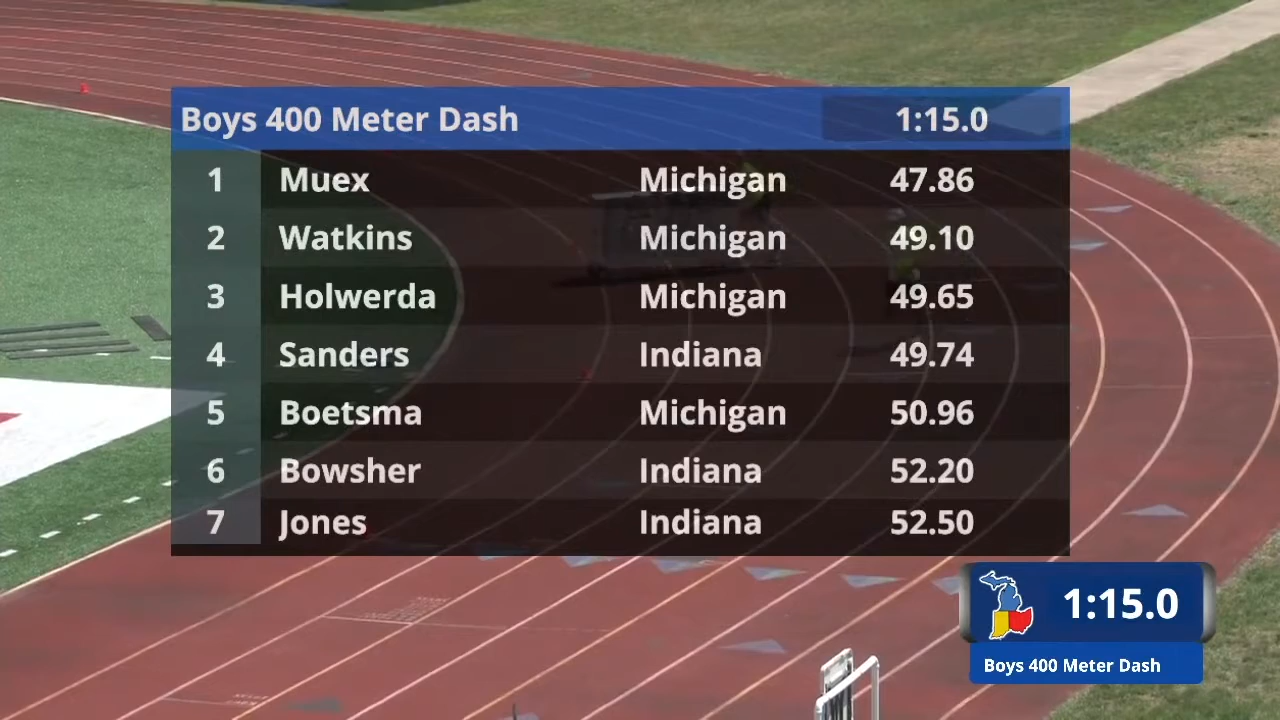 Boys 400 Meter Dash 1:15.0
1 Muex Michigan 47.86
2 Watkins Michigan 49.10
3 Holwerda Michigan 49.65
4 Sanders Indiana 49.74
5 Boetsma Michigan 50.96
6 Bowsher Indiana 52.20
7 Jones Indiana 52.50
1:15.0
Boys 400 Meter Dash